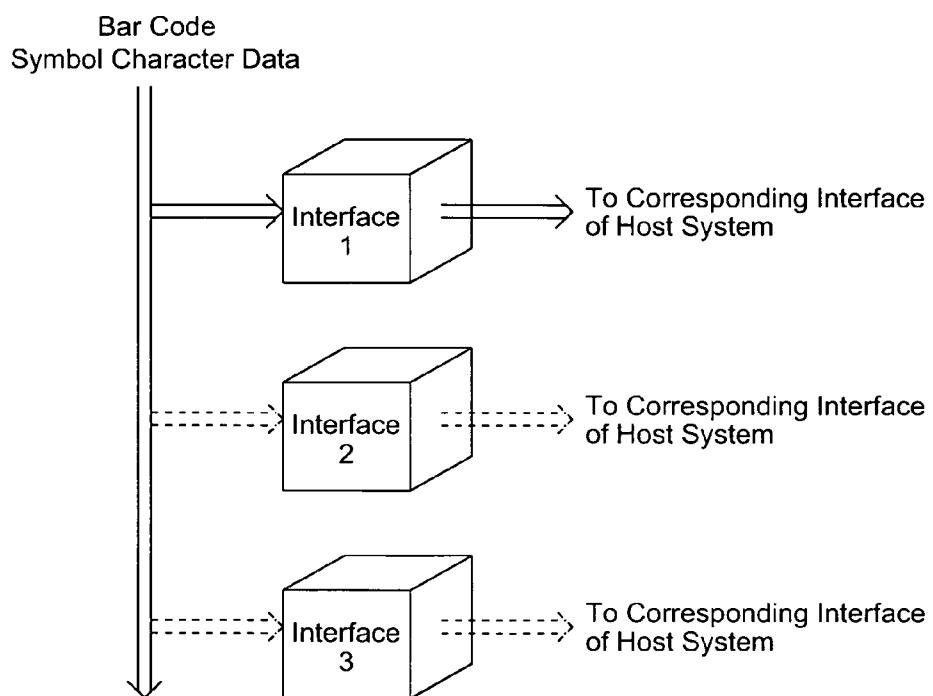 Bar Code
Symbol Character Data
Interface
1
To Corresponding Interface
of Host System
Interface
2
To Corresponding Interface
of Host System
Interface
3
To Corresponding Interface
of Host System